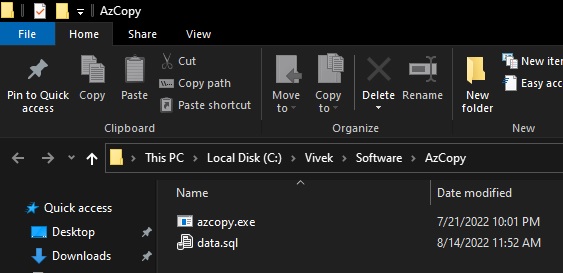 AzCopy
File Home Share View
Pin to Quick access
Copy
Paste
Cut
Copy path
Paste shortcut
Clipboard
Move to
Copy to
Delete
Rename
Organize
New folder
New iter
Easy acce
New
This PC > Local Disk (C:) > Vivek > Software > AzCopy
Name Date modified
Quick access
Desktop
Downloads
azcopy.exe 7/21/2022 10:01 PM
data.sql 8/14/2022 11:52 AM